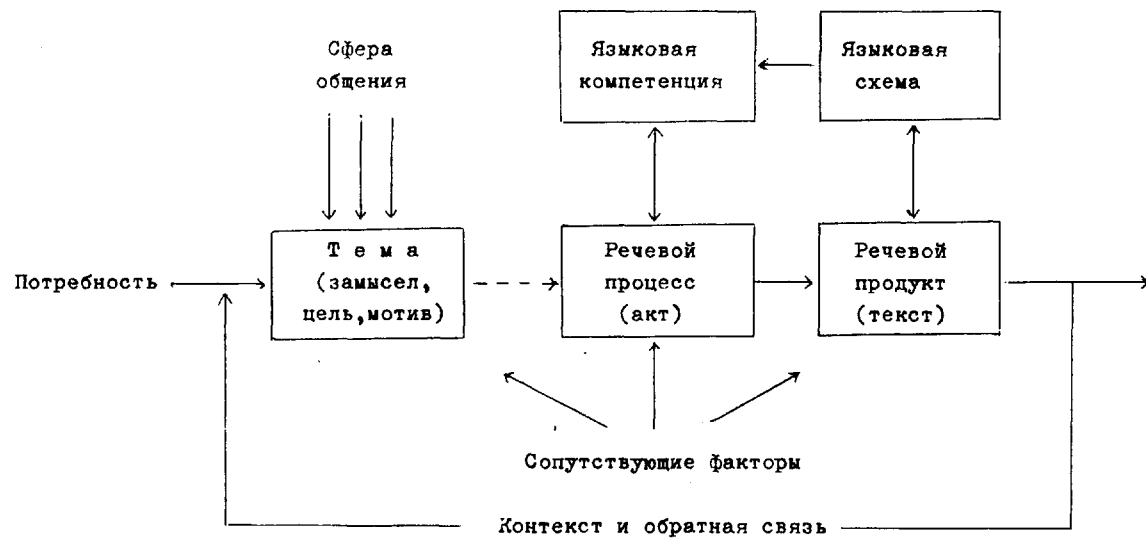 Сфера
общения
Языковая
компетенция
Языковая
схема
Потребность
Т е м а
(замысел,
цель,мотив)
Речевой
процесс
(акт)
Речевой
продукт
(текст)
Сопутствующие факторы
Контекст и обратная связь